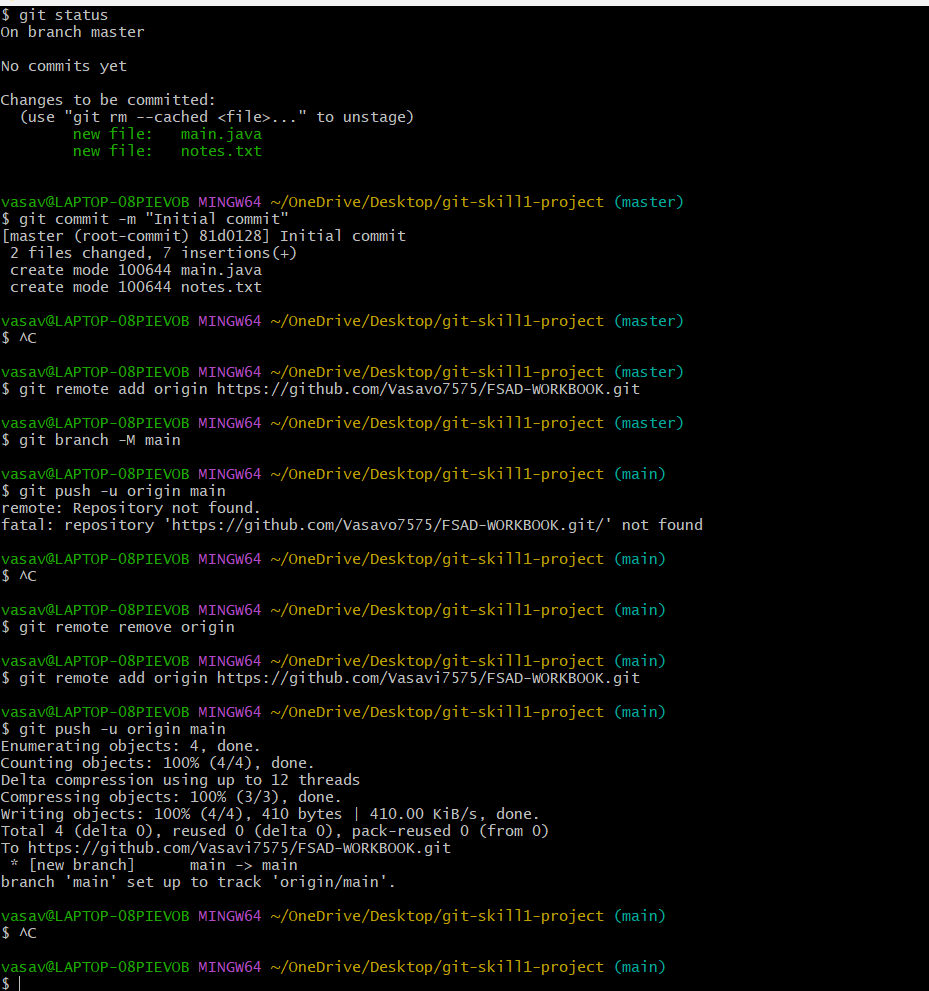 $ git status
On branch master

No commits yet

Changes to be committed:
  (use "git rm --cached <file>..." to unstage)
        new file:   main.java
        new file:   notes.txt


vasav@LAPTOP-08PIEVOB MINGW64 ~/OneDrive/Desktop/git-skill1-project (master)
$ git commit -m "Initial commit"
[master (root-commit) 81d0128] Initial commit
 2 files changed, 7 insertions(+)
 create mode 100644 main.java
 create mode 100644 notes.txt

vasav@LAPTOP-08PIEVOB MINGW64 ~/OneDrive/Desktop/git-skill1-project (master)
$ ^C

vasav@LAPTOP-08PIEVOB MINGW64 ~/OneDrive/Desktop/git-skill1-project (master)
$ git remote add origin https://github.com/Vasavo7575/FSAD-WORKBOOK.git

vasav@LAPTOP-08PIEVOB MINGW64 ~/OneDrive/Desktop/git-skill1-project (master)
$ git branch -M main

vasav@LAPTOP-08PIEVOB MINGW64 ~/OneDrive/Desktop/git-skill1-project (main)
$ git push -u origin main
remote: Repository not found.
fatal: repository 'https://github.com/Vasavo7575/FSAD-WORKBOOK.git/' not found

vasav@LAPTOP-08PIEVOB MINGW64 ~/OneDrive/Desktop/git-skill1-project (main)
$ ^C

vasav@LAPTOP-08PIEVOB MINGW64 ~/OneDrive/Desktop/git-skill1-project (main)
$ git remote remove origin

vasav@LAPTOP-08PIEVOB MINGW64 ~/OneDrive/Desktop/git-skill1-project (main)
$ git remote add origin https://github.com/Vasavi7575/FSAD-WORKBOOK.git

vasav@LAPTOP-08PIEVOB MINGW64 ~/OneDrive/Desktop/git-skill1-project (main)
$ git push -u origin main
Enumerating objects: 4, done.
Counting objects: 100% (4/4), done.
Delta compression using up to 12 threads
Compressing objects: 100% (3/3), done.
Writing objects: 100% (4/4), 410 bytes | 410.00 KiB/s, done.
Total 4 (delta 0), reused 0 (delta 0), pack-reused 0 (from 0)
To https://github.com/Vasavi7575/FSAD-WORKBOOK.git
 * [new branch]      main -> main
branch 'main' set up to track 'origin/main'.

vasav@LAPTOP-08PIEVOB MINGW64 ~/OneDrive/Desktop/git-skill1-project (main)
$ ^C

vasav@LAPTOP-08PIEVOB MINGW64 ~/OneDrive/Desktop/git-skill1-project (main)
$